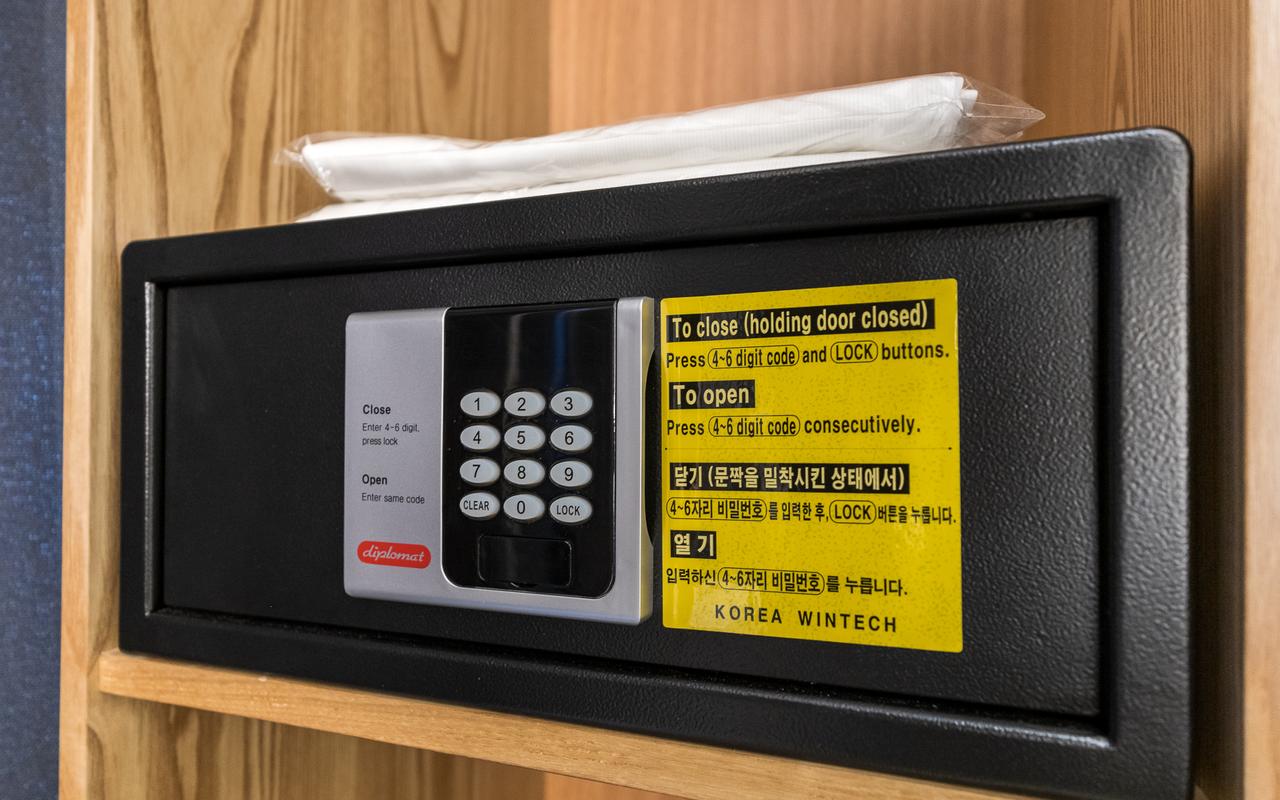 Close
Enter 4~6 digit.
press lock
Open
Enter same code
diplomat
1 2 3
4 5 6
7 8 9
CLEAR 0 LOCK
To close (holding door closed)
Press 4~6 digit code and LOCK buttons.
To open
Press 4~6 digit code consecutively.
닫기 (문짝을 밀착시킨 상태에서)
4~6자리 비밀번호를 입력한 후, LOCK 버튼을 누릅니다.
열 기
입력하신 4~6자리 비밀번호를 누릅니다.
KOREA WINTECH